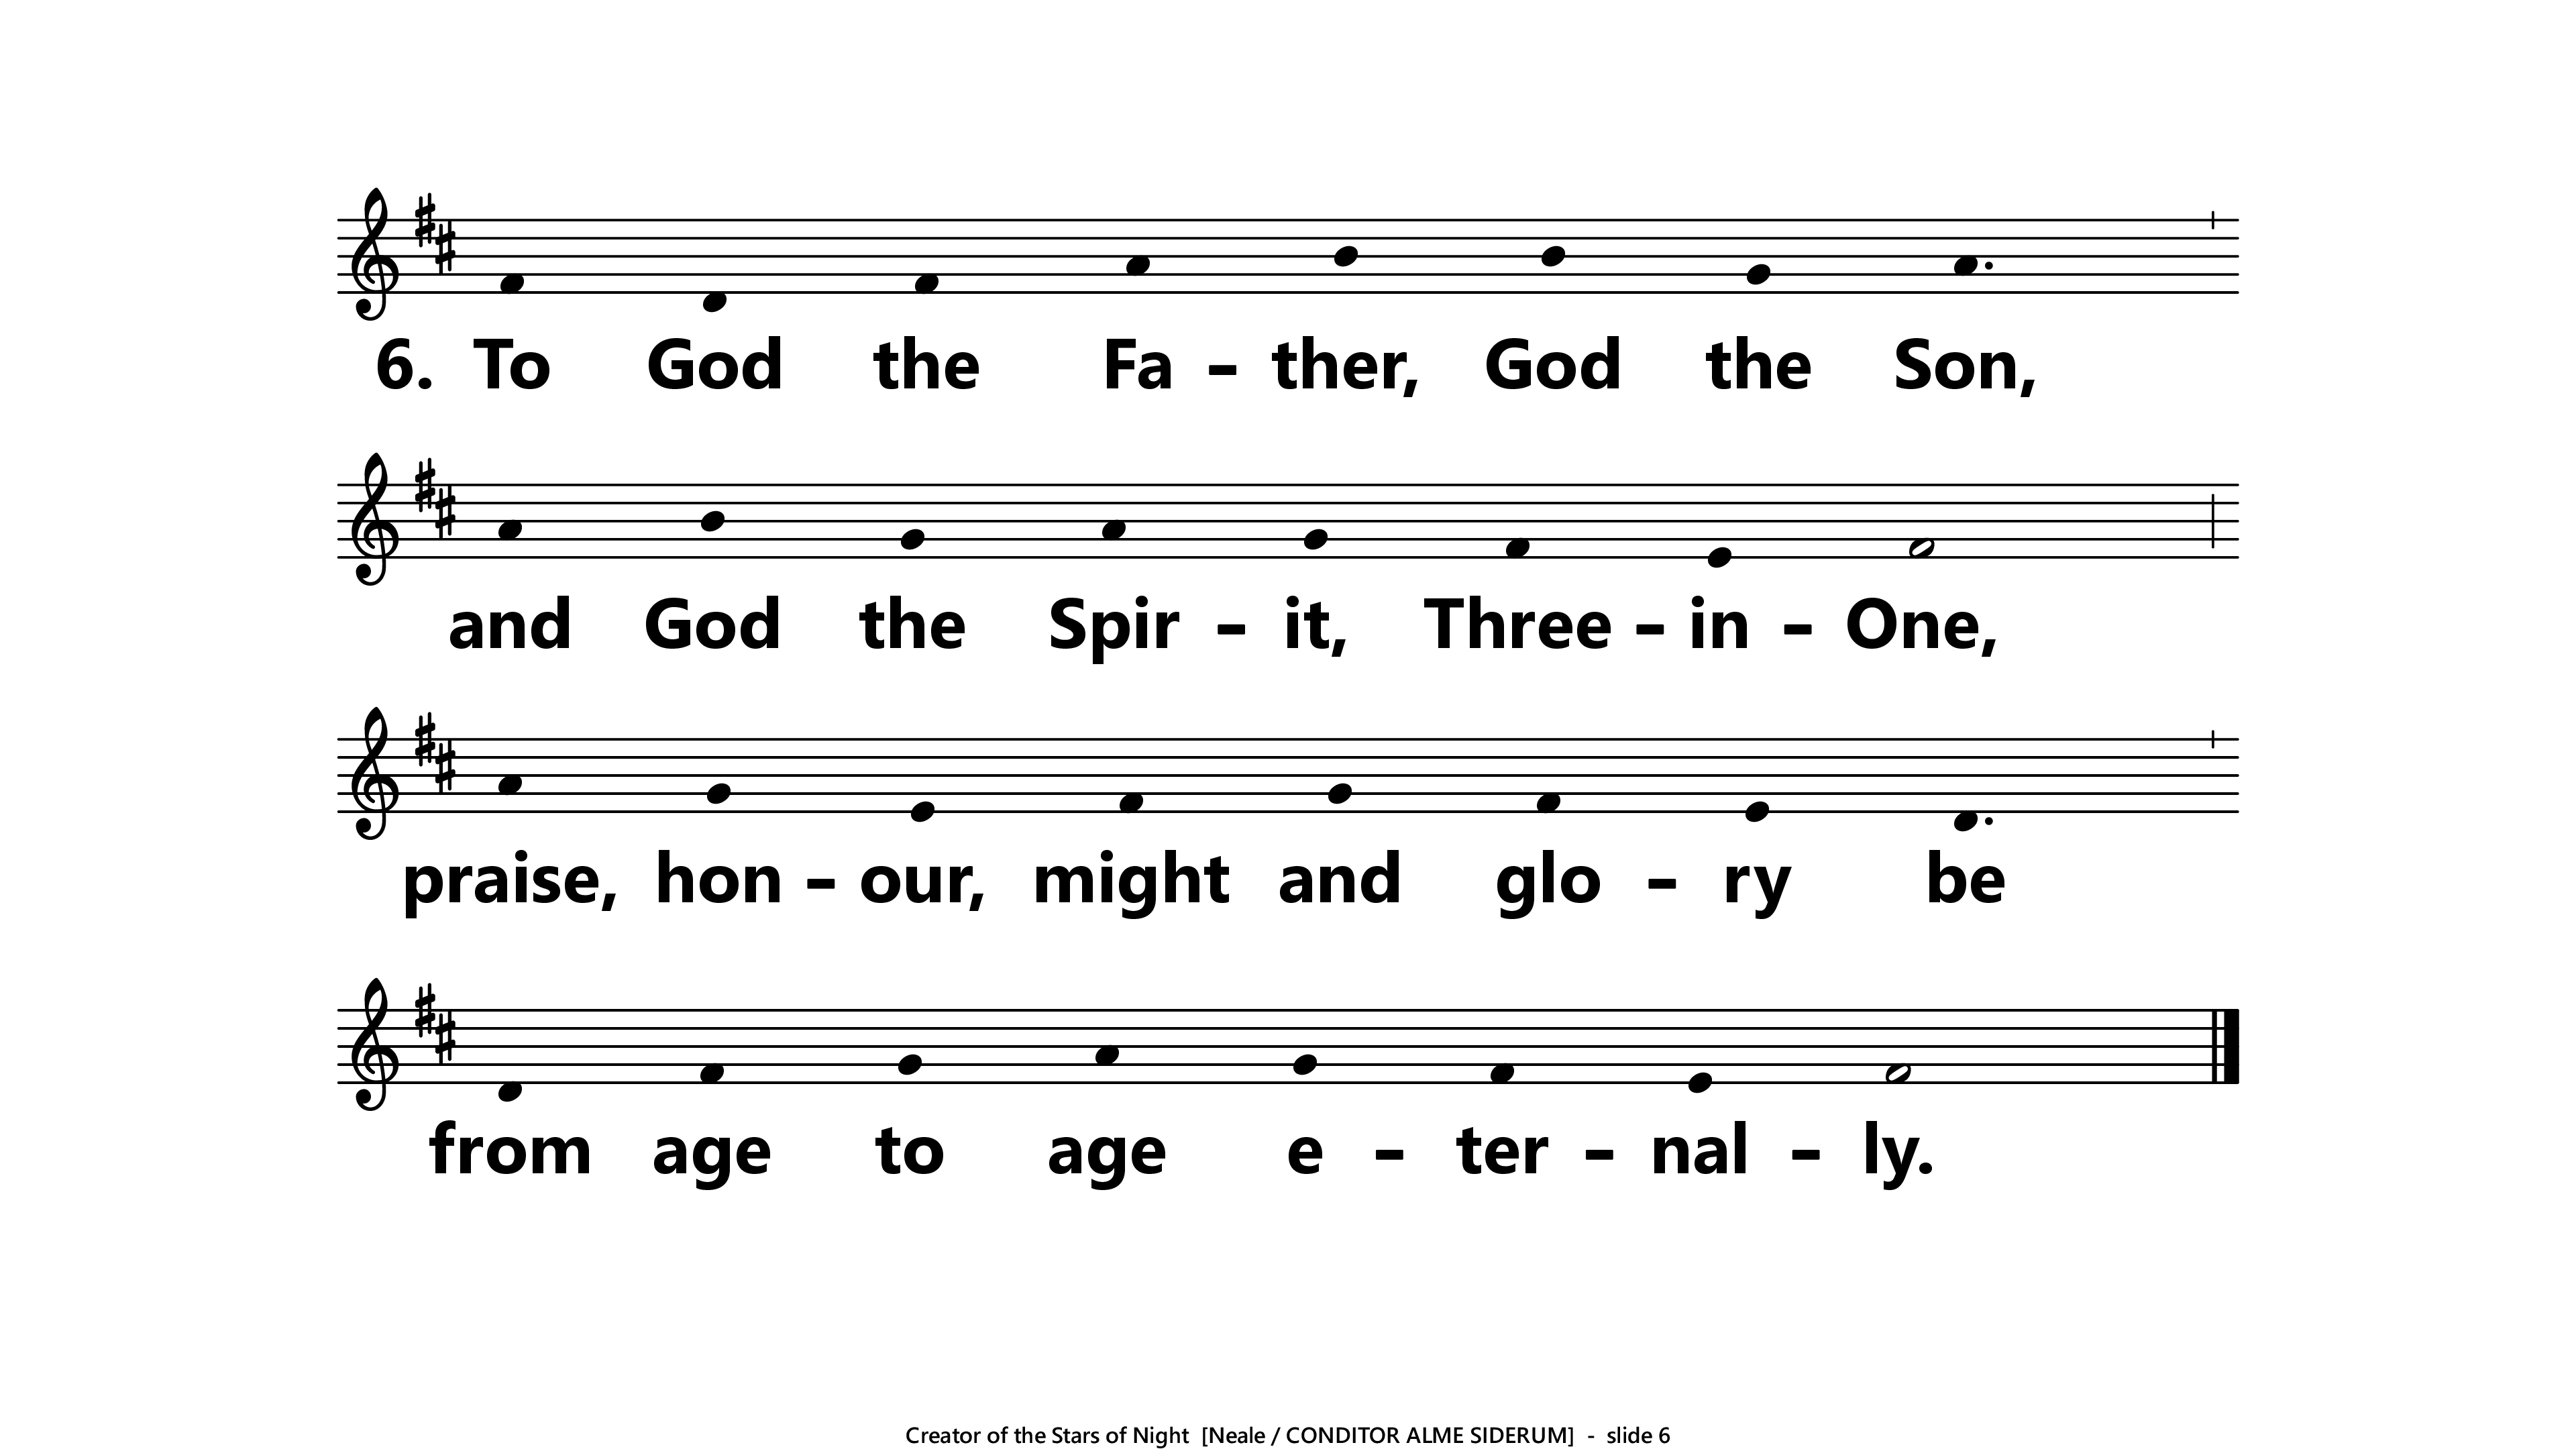 6. To God the Fa - ther, God the Son,
and God the Spir - it, Three - in - One,
praise, hon - our, might and glo - ry be
from age to age e - ter - nal - ly.
Creator of the Stars of Night [Neale / CONDITOR ALME SIDERUM] - slide 6